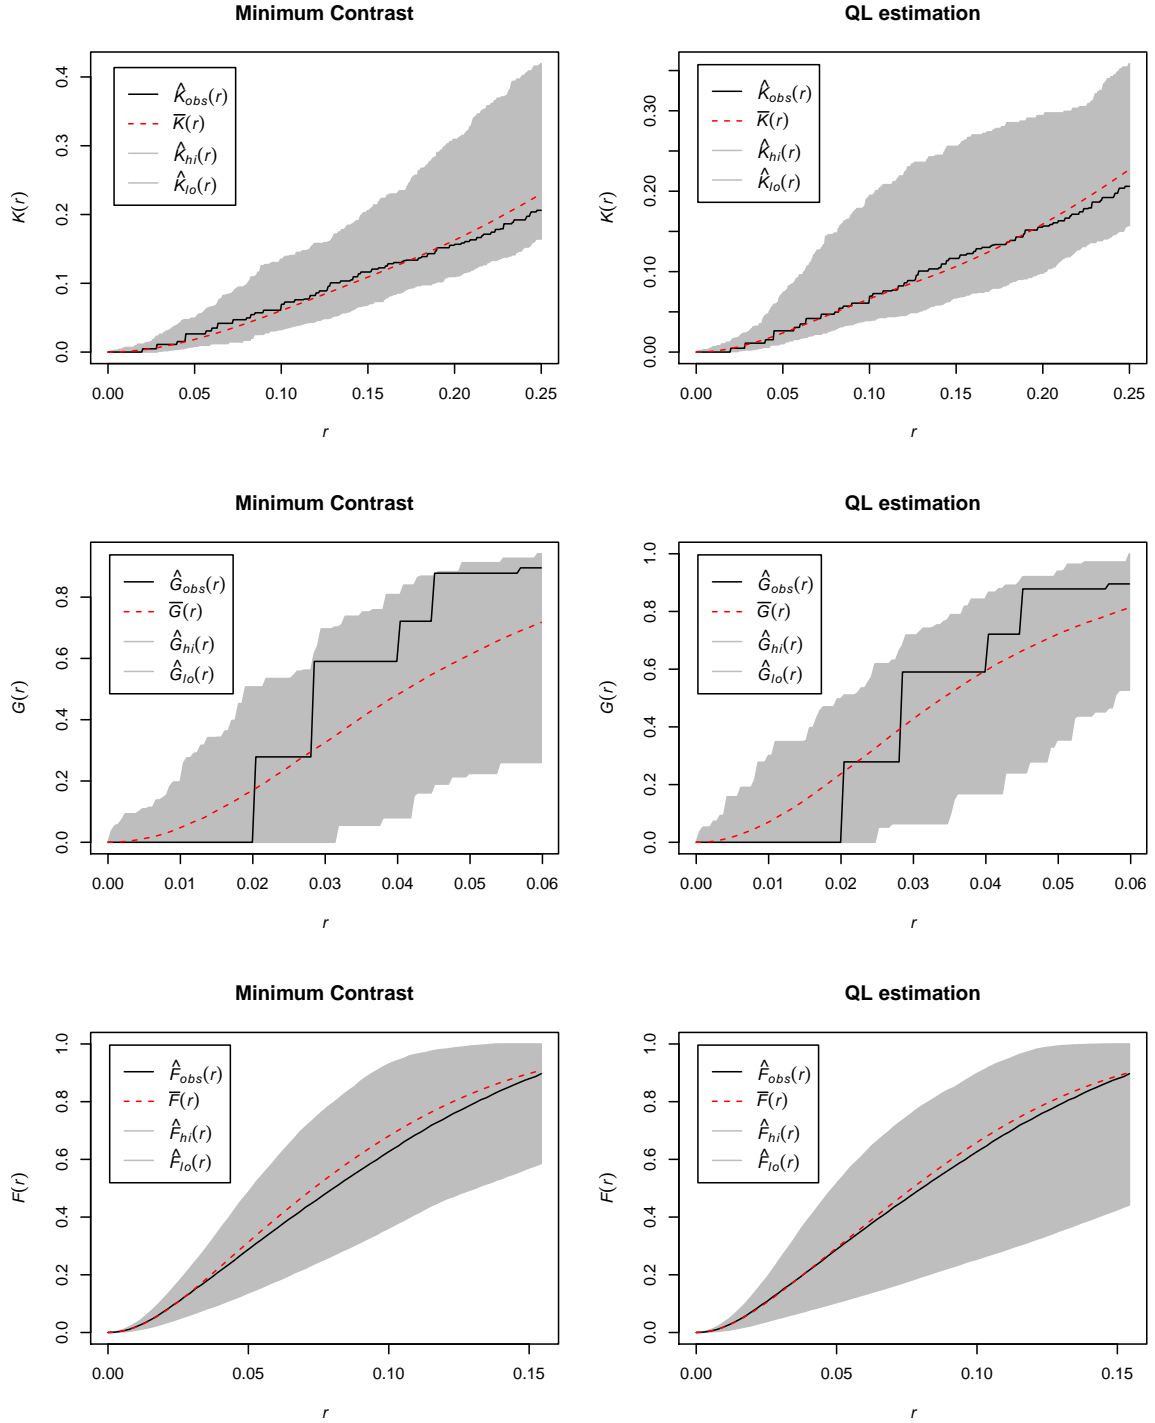 Minimum Contrast
K̂obs(r)
K̅(r)
K̂hi(r)
K̂lo(r)
K(r)
0.0 0.1 0.2 0.3 0.4
0.00 0.05 0.10 0.15 0.20 0.25
r
QL estimation
K̂obs(r)
K̅(r)
K̂hi(r)
K̂lo(r)
K(r)
0.00 0.10 0.20 0.30
0.00 0.05 0.10 0.15 0.20 0.25
r
Minimum Contrast
Ĝobs(r)
G̅(r)
Ĝhi(r)
Ĝlo(r)
G(r)
0.0 0.2 0.4 0.6 0.8
0.00 0.01 0.02 0.03 0.04 0.05 0.06
r
QL estimation
Ĝobs(r)
G̅(r)
Ĝhi(r)
Ĝlo(r)
G(r)
0.0 0.2 0.4 0.6 0.8 1.0
0.00 0.01 0.02 0.03 0.04 0.05 0.06
r
Minimum Contrast
F̂obs(r)
F̅(r)
F̂hi(r)
F̂lo(r)
F(r)
0.0 0.2 0.4 0.6 0.8 1.0
0.00 0.05 0.10 0.15
r
QL estimation
F̂obs(r)
F̅(r)
F̂hi(r)
F̂lo(r)
F(r)
0.0 0.2 0.4 0.6 0.8 1.0
0.00 0.05 0.10 0.15
r